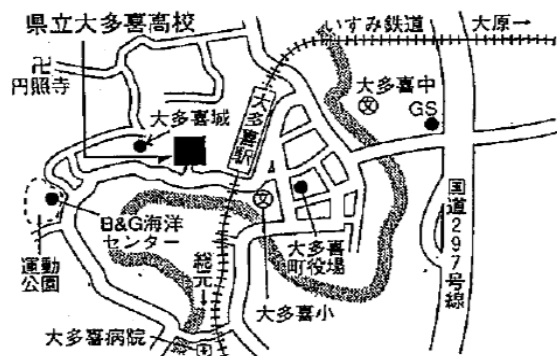 県立大多喜高校
いすみ鉄道
大原→
卍
円照寺
大多喜城
大多喜駅
大多喜中
文
GS
文
B&G海洋
センター
運動
公園
総元
↓
大多喜
町役場
国道297号線
大多喜小
大多喜病院